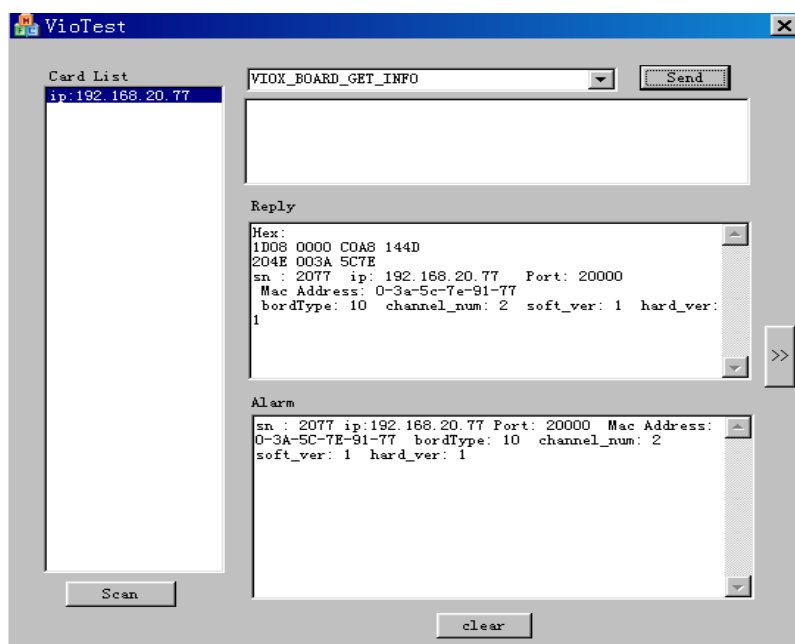 VioTest
Card List
ip:192.168.20.77
Scan
VIOX_BOARD_GET_INFO
Send
Reply
Hex:
1D08 0000 C0A8 144D
204E 003A 5C7E
sn : 2077 ip: 192.168.20.77 Port: 20000
Mac Address: 0-3a-5c-7e-91-77
bordType: 10 channel_num: 2 soft_ver: 1 hard_ver:
1
>>
Alarm
sn : 2077 ip:192.168.20.77 Port: 20000 Mac Address:
0-3A-5C-7E-91-77 bordType: 10 channel_num: 2
soft_ver: 1 hard_ver: 1
clear